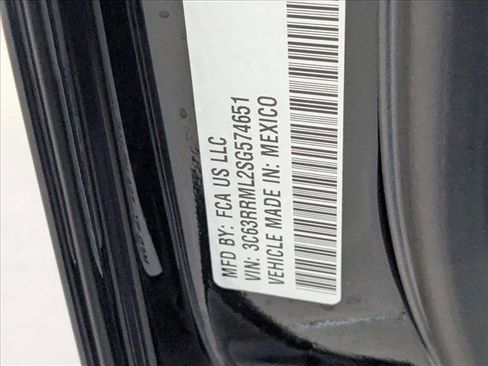 MFD BY: FCA US LLC
VIN: 3C63RRML2SG574651
VEHICLE MADE IN: MEXICO